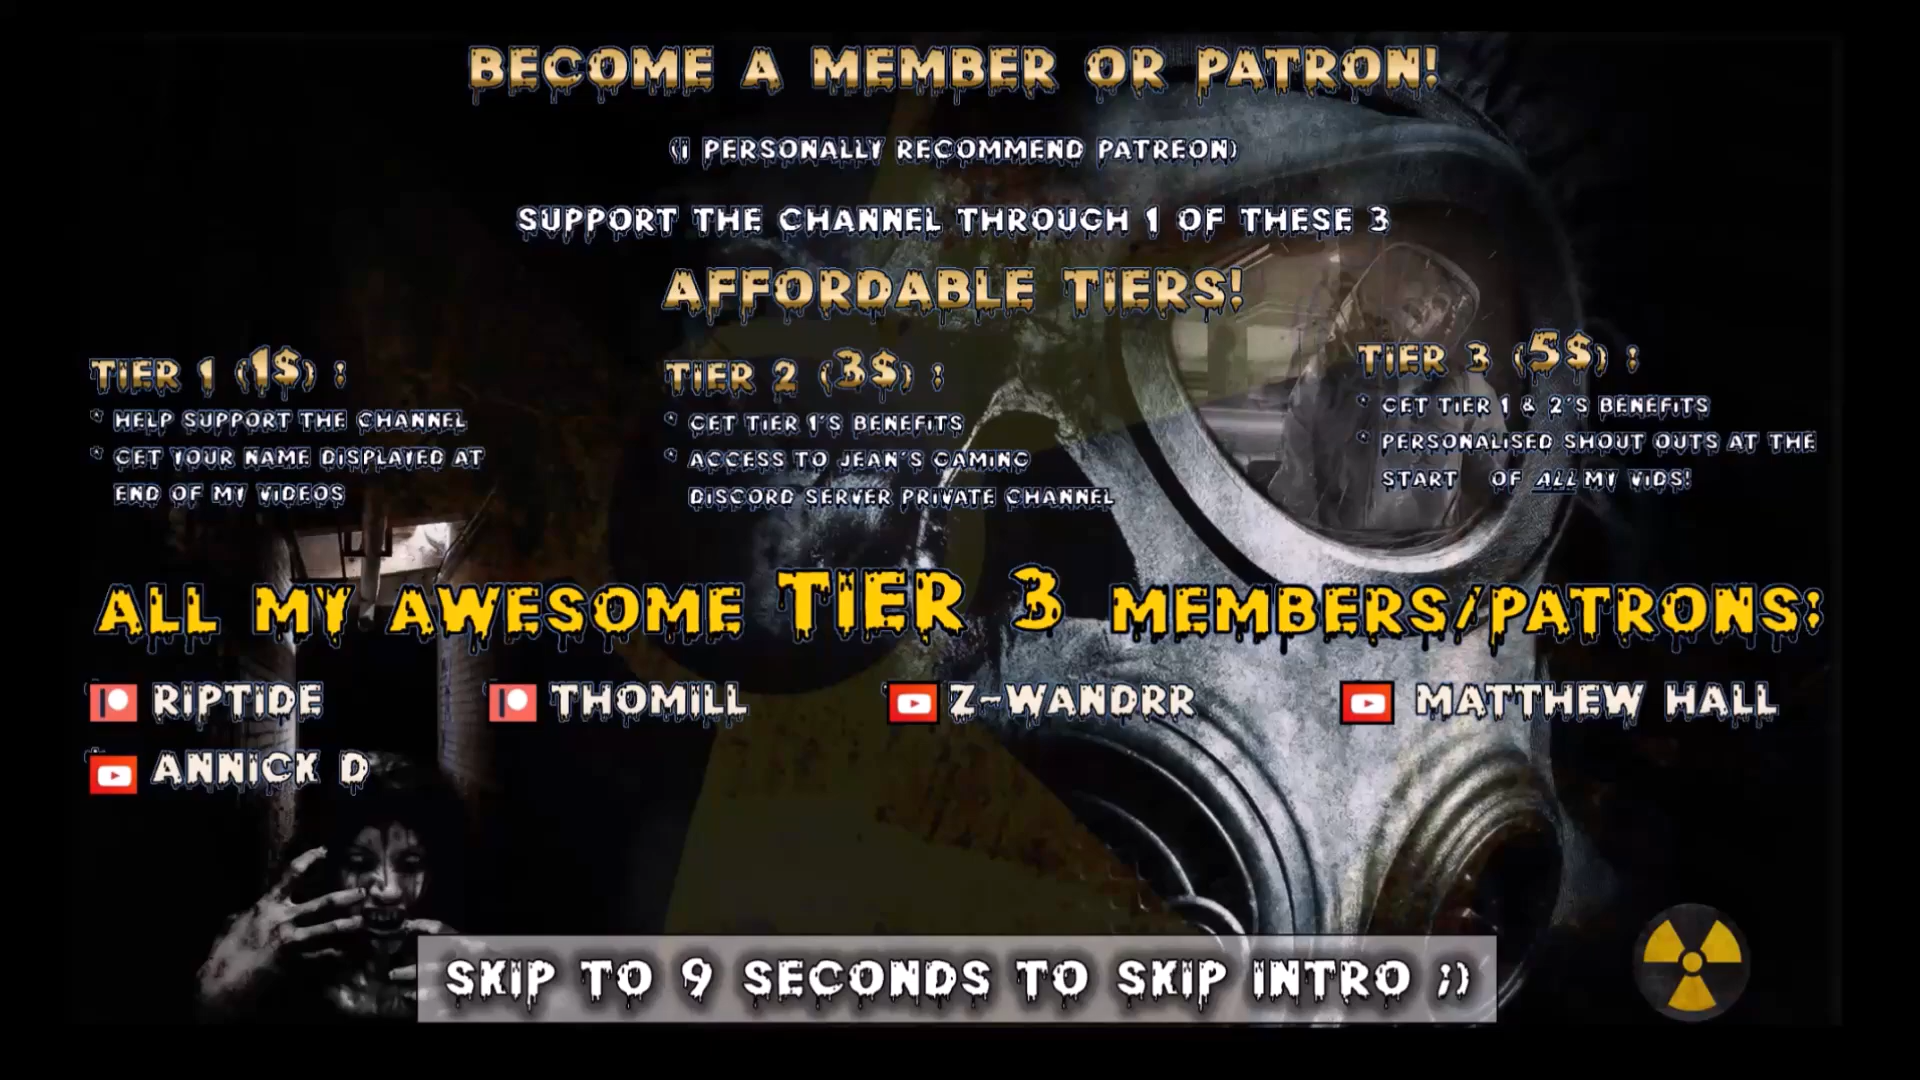 BECOME A MEMBER OR PATRON!
(I PERSONALLY RECOMMEND PATREON)
SUPPORT THE CHANNEL THROUGH 1 OF THESE 3
AFFORDABLE TIERS!
TIER 1 (1$) :
* HELP SUPPORT THE CHANNEL
* GET YOUR NAME DISPLAYED AT
END OF MY VIDEOS
TIER 2 (3$) :
* GET TIER 1'S BENEFITS
* ACCESS TO JEAN'S GAMING
DISCORD SERVER PRIVATE CHANNEL
TIER 3 (5$) :
* GET TIER 1 & 2'S BENEFITS
* PERSONALISED SHOUT OUTS AT THE
START OF ALL MY VIDS!
ALL MY AWESOME TIER 3 MEMBERS/PATRONS:
RIPTIDE THOMILL Z-WANDRR MATTHEW HALL
ANNICK D
SKIP TO 9 SECONDS TO SKIP INTRO ;)